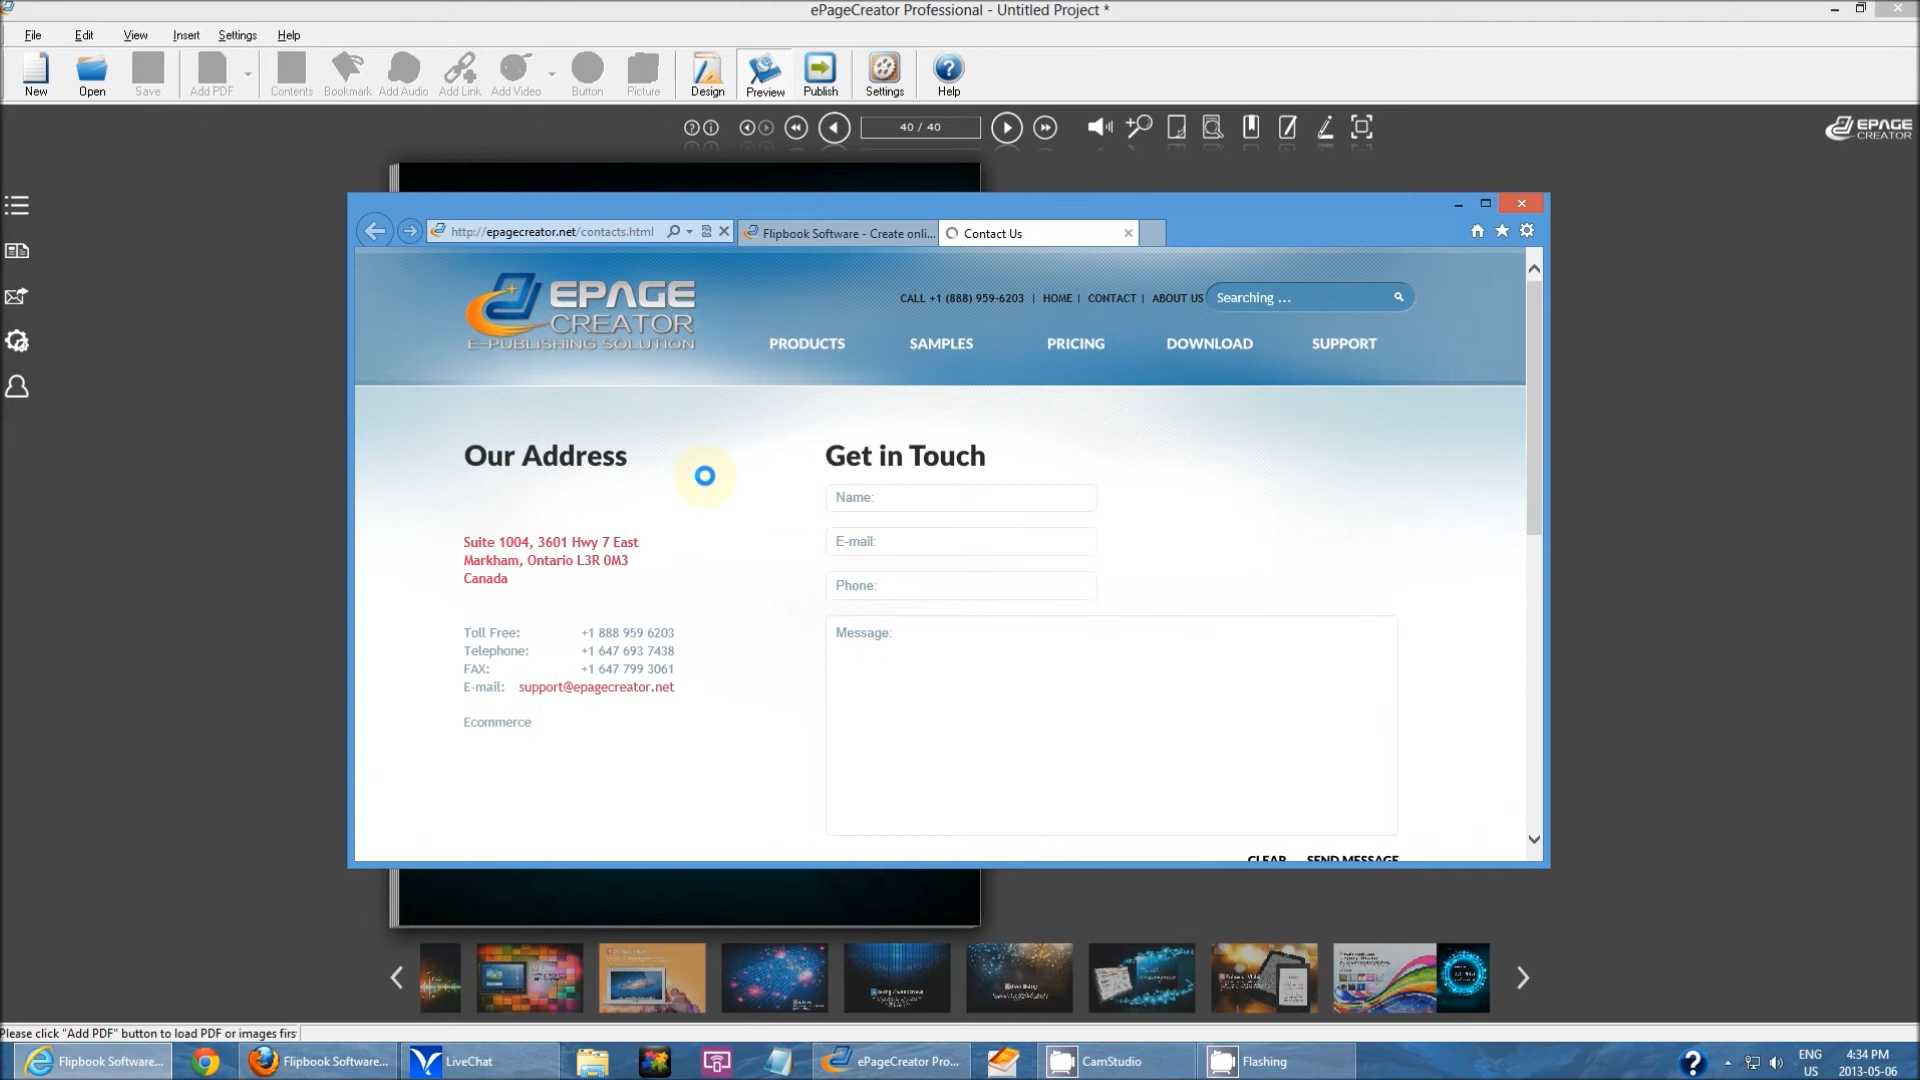 ePageCreator Professional - Untitled Project *
File Edit View Insert Settings Help
New Open Save Add PDF Contents Bookmark Add Audio Add Link Add Video Button Picture Design Preview Publish Settings Help
40 / 40
EPAGE
CREATOR
http://epagecreator.net/contacts.html
Flipbook Software - Create onli...
Contact Us
EPAGE
CREATOR
E-PUBLISHING SOLUTION
CALL +1 (888) 959-6203 | HOME | CONTACT | ABOUT US
Searching ...
PRODUCTS SAMPLES PRICING DOWNLOAD SUPPORT
Our Address
Suite 1004, 3601 Hwy 7 East
Markham, Ontario L3R 0M3
Canada
Toll Free: +1 888 959 6203
Telephone: +1 647 693 7438
FAX: +1 647 799 3061
E-mail: support@epagecreator.net
Ecommerce
Get in Touch
Name:
E-mail:
Phone:
Message:
CLEAR SEND MESSAGE
Please click "Add PDF" button to load PDF or images firs
Flipbook Software...
Flipbook Software...
LiveChat
ePageCreator Pro...
CamStudio
Flashing
ENG
US
4:34 PM
2013-05-06